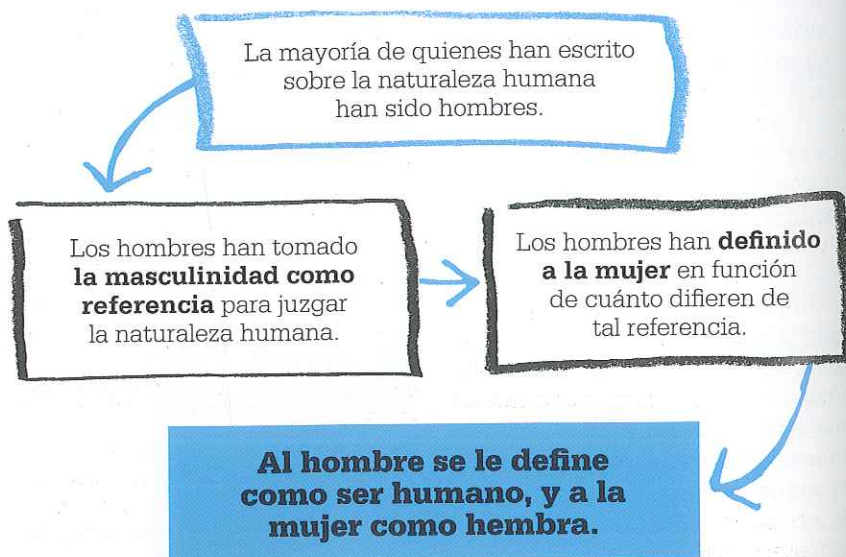 La mayoría de quienes han escrito
sobre la naturaleza humana
han sido hombres.
Los hombres han tomado
la masculinidad como
referencia para juzgar
la naturaleza humana.
Los hombres han definido
a la mujer en función
de cuánto difieren de
tal referencia.
Al hombre se le define
como ser humano, y a la
mujer como hembra.